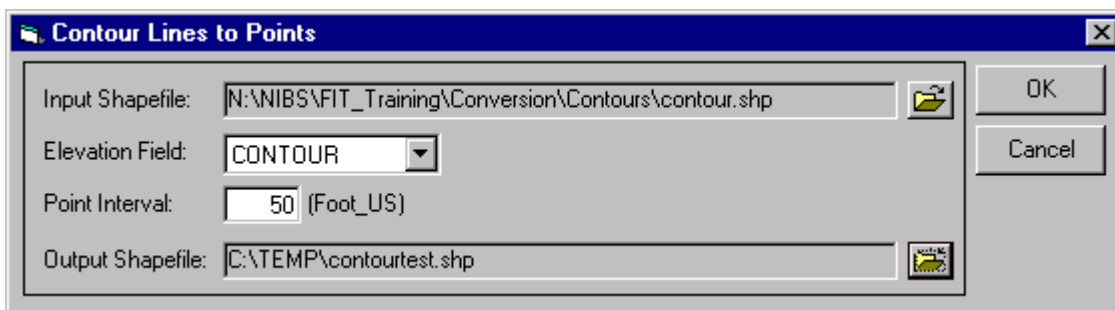 Contour Lines to Points
Input Shapefile: N:\NIBS\FIT_Training\Conversion\Contours\contour.shp
OK
Elevation Field: CONTOUR
Cancel
Point Interval: 50 (Foot_US)
Output Shapefile: C:\TEMP\contourtest.shp